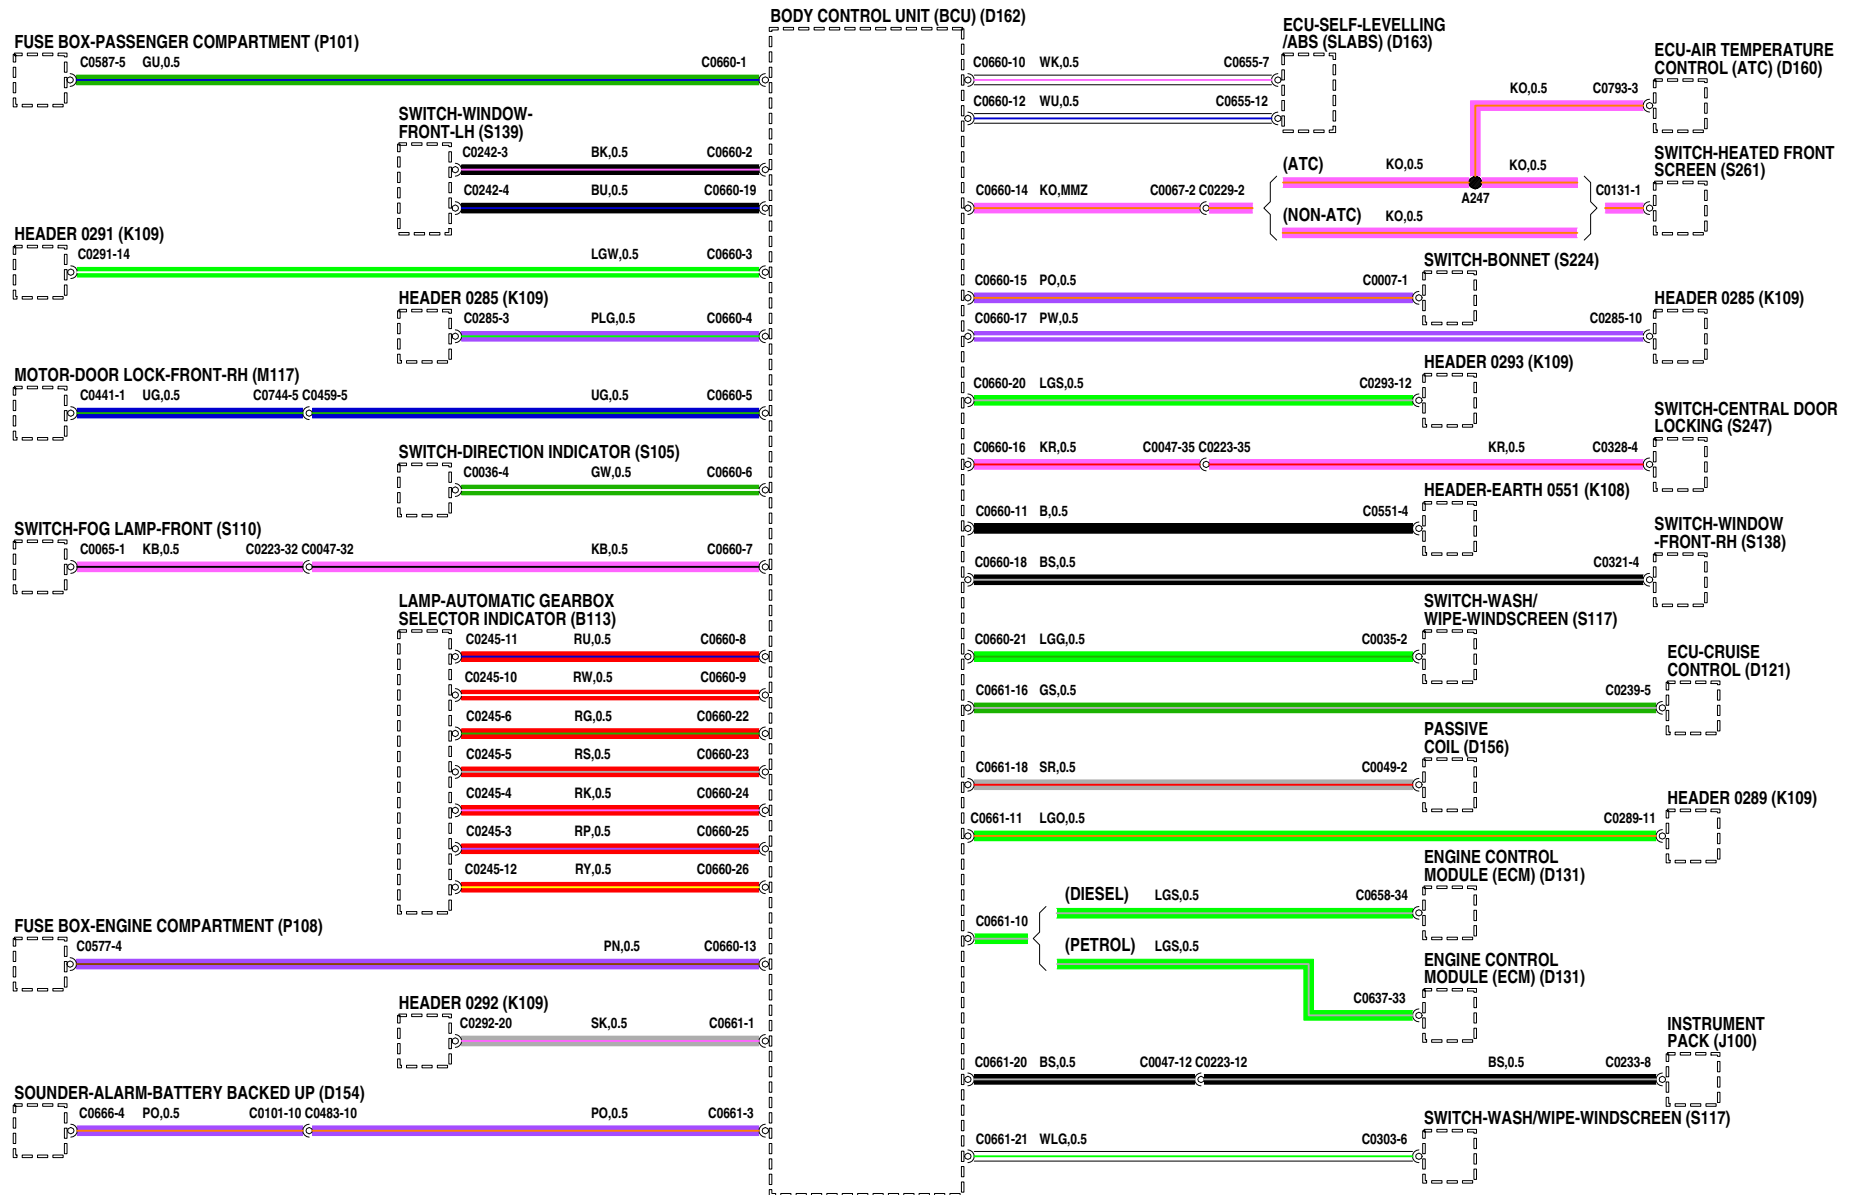 BODY CONTROL UNIT (BCU) (D162)
FUSE BOX-PASSENGER COMPARTMENT (P101)
C0587-5 GU,0.5 C0660-1
SWITCH-WINDOW-
FRONT-LH (S139)
C0242-3 BK,0.5 C0660-2
C0242-4 BU,0.5 C0660-19
HEADER 0291 (K109)
C0291-14 LGW,0.5 C0660-3
HEADER 0285 (K109)
C0285-3 PLG,0.5 C0660-4
MOTOR-DOOR LOCK-FRONT-RH (M117)
C0441-1 UG,0.5 C0744-5 C0459-5 UG,0.5 C0660-5
SWITCH-DIRECTION INDICATOR (S105)
C0036-4 GW,0.5 C0660-6
SWITCH-FOG LAMP-FRONT (S110)
C0065-1 KB,0.5 C0223-32 C0047-32 KB,0.5 C0660-7
LAMP-AUTOMATIC GEARBOX
SELECTOR INDICATOR (B113)
C0245-11 RU,0.5 C0660-8
C0245-10 RW,0.5 C0660-9
C0245-6 RG,0.5 C0660-22
C0245-5 RS,0.5 C0660-23
C0245-4 RK,0.5 C0660-24
C0245-3 RP,0.5 C0660-25
C0245-12 RY,0.5 C0660-26
FUSE BOX-ENGINE COMPARTMENT (P108)
C0577-4 PN,0.5 C0660-13
HEADER 0292 (K109)
C0292-20 SK,0.5 C0661-1
SOUNDER-ALARM-BATTERY BACKED UP (D154)
C0666-4 PO,0.5 C0101-10 C0483-10 PO,0.5 C0661-3
ECU-SELF-LEVELLING
/ABS (SLABS) (D163)
C0660-10 WK,0.5 C0655-7
C0660-12 WU,0.5 C0655-12
ECU-AIR TEMPERATURE
CONTROL (ATC) (D160)
KO,0.5 C0793-3
SWITCH-HEATED FRONT
SCREEN (S261)
(ATC) KO,0.5 KO,0.5
C0660-14 KO,MMZ C0067-2 C0229-2 A247 C0131-1
(NON-ATC) KO,0.5
SWITCH-BONNET (S224)
C0660-15 PO,0.5 C0007-1
HEADER 0285 (K109)
C0660-17 PW,0.5 C0285-10
HEADER 0293 (K109)
C0660-20 LGS,0.5 C0293-12
SWITCH-CENTRAL DOOR
LOCKING (S247)
C0660-16 KR,0.5 C0047-35 C0223-35 KR,0.5 C0328-4
HEADER-EARTH 0551 (K108)
C0660-11 B,0.5 C0551-4
SWITCH-WINDOW
-FRONT-RH (S138)
C0660-18 BS,0.5 C0321-4
SWITCH-WASH/
WIPE-WINDSCREEN (S117)
C0660-21 LGG,0.5 C0035-2
ECU-CRUISE
CONTROL (D121)
C0661-16 GS,0.5 C0239-5
PASSIVE
COIL (D156)
C0661-18 SR,0.5 C0049-2
HEADER 0289 (K109)
C0661-11 LGO,0.5 C0289-11
ENGINE CONTROL
MODULE (ECM) (D131)
(DIESEL) LGS,0.5 C0658-34
C0661-10
(PETROL) LGS,0.5
ENGINE CONTROL
MODULE (ECM) (D131)
C0637-33
INSTRUMENT
PACK (J100)
C0661-20 BS,0.5 C0047-12 C0223-12 BS,0.5 C0233-8
SWITCH-WASH/WIPE-WINDSCREEN (S117)
C0661-21 WLG,0.5 C0303-6